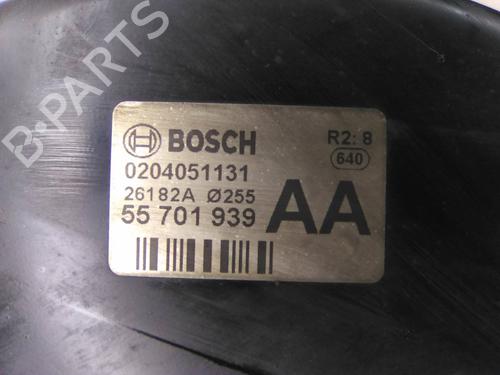 B-PARTS
BOSCH
R2: 8
640
0204051131
26182A Ø255
55 701 939
AA